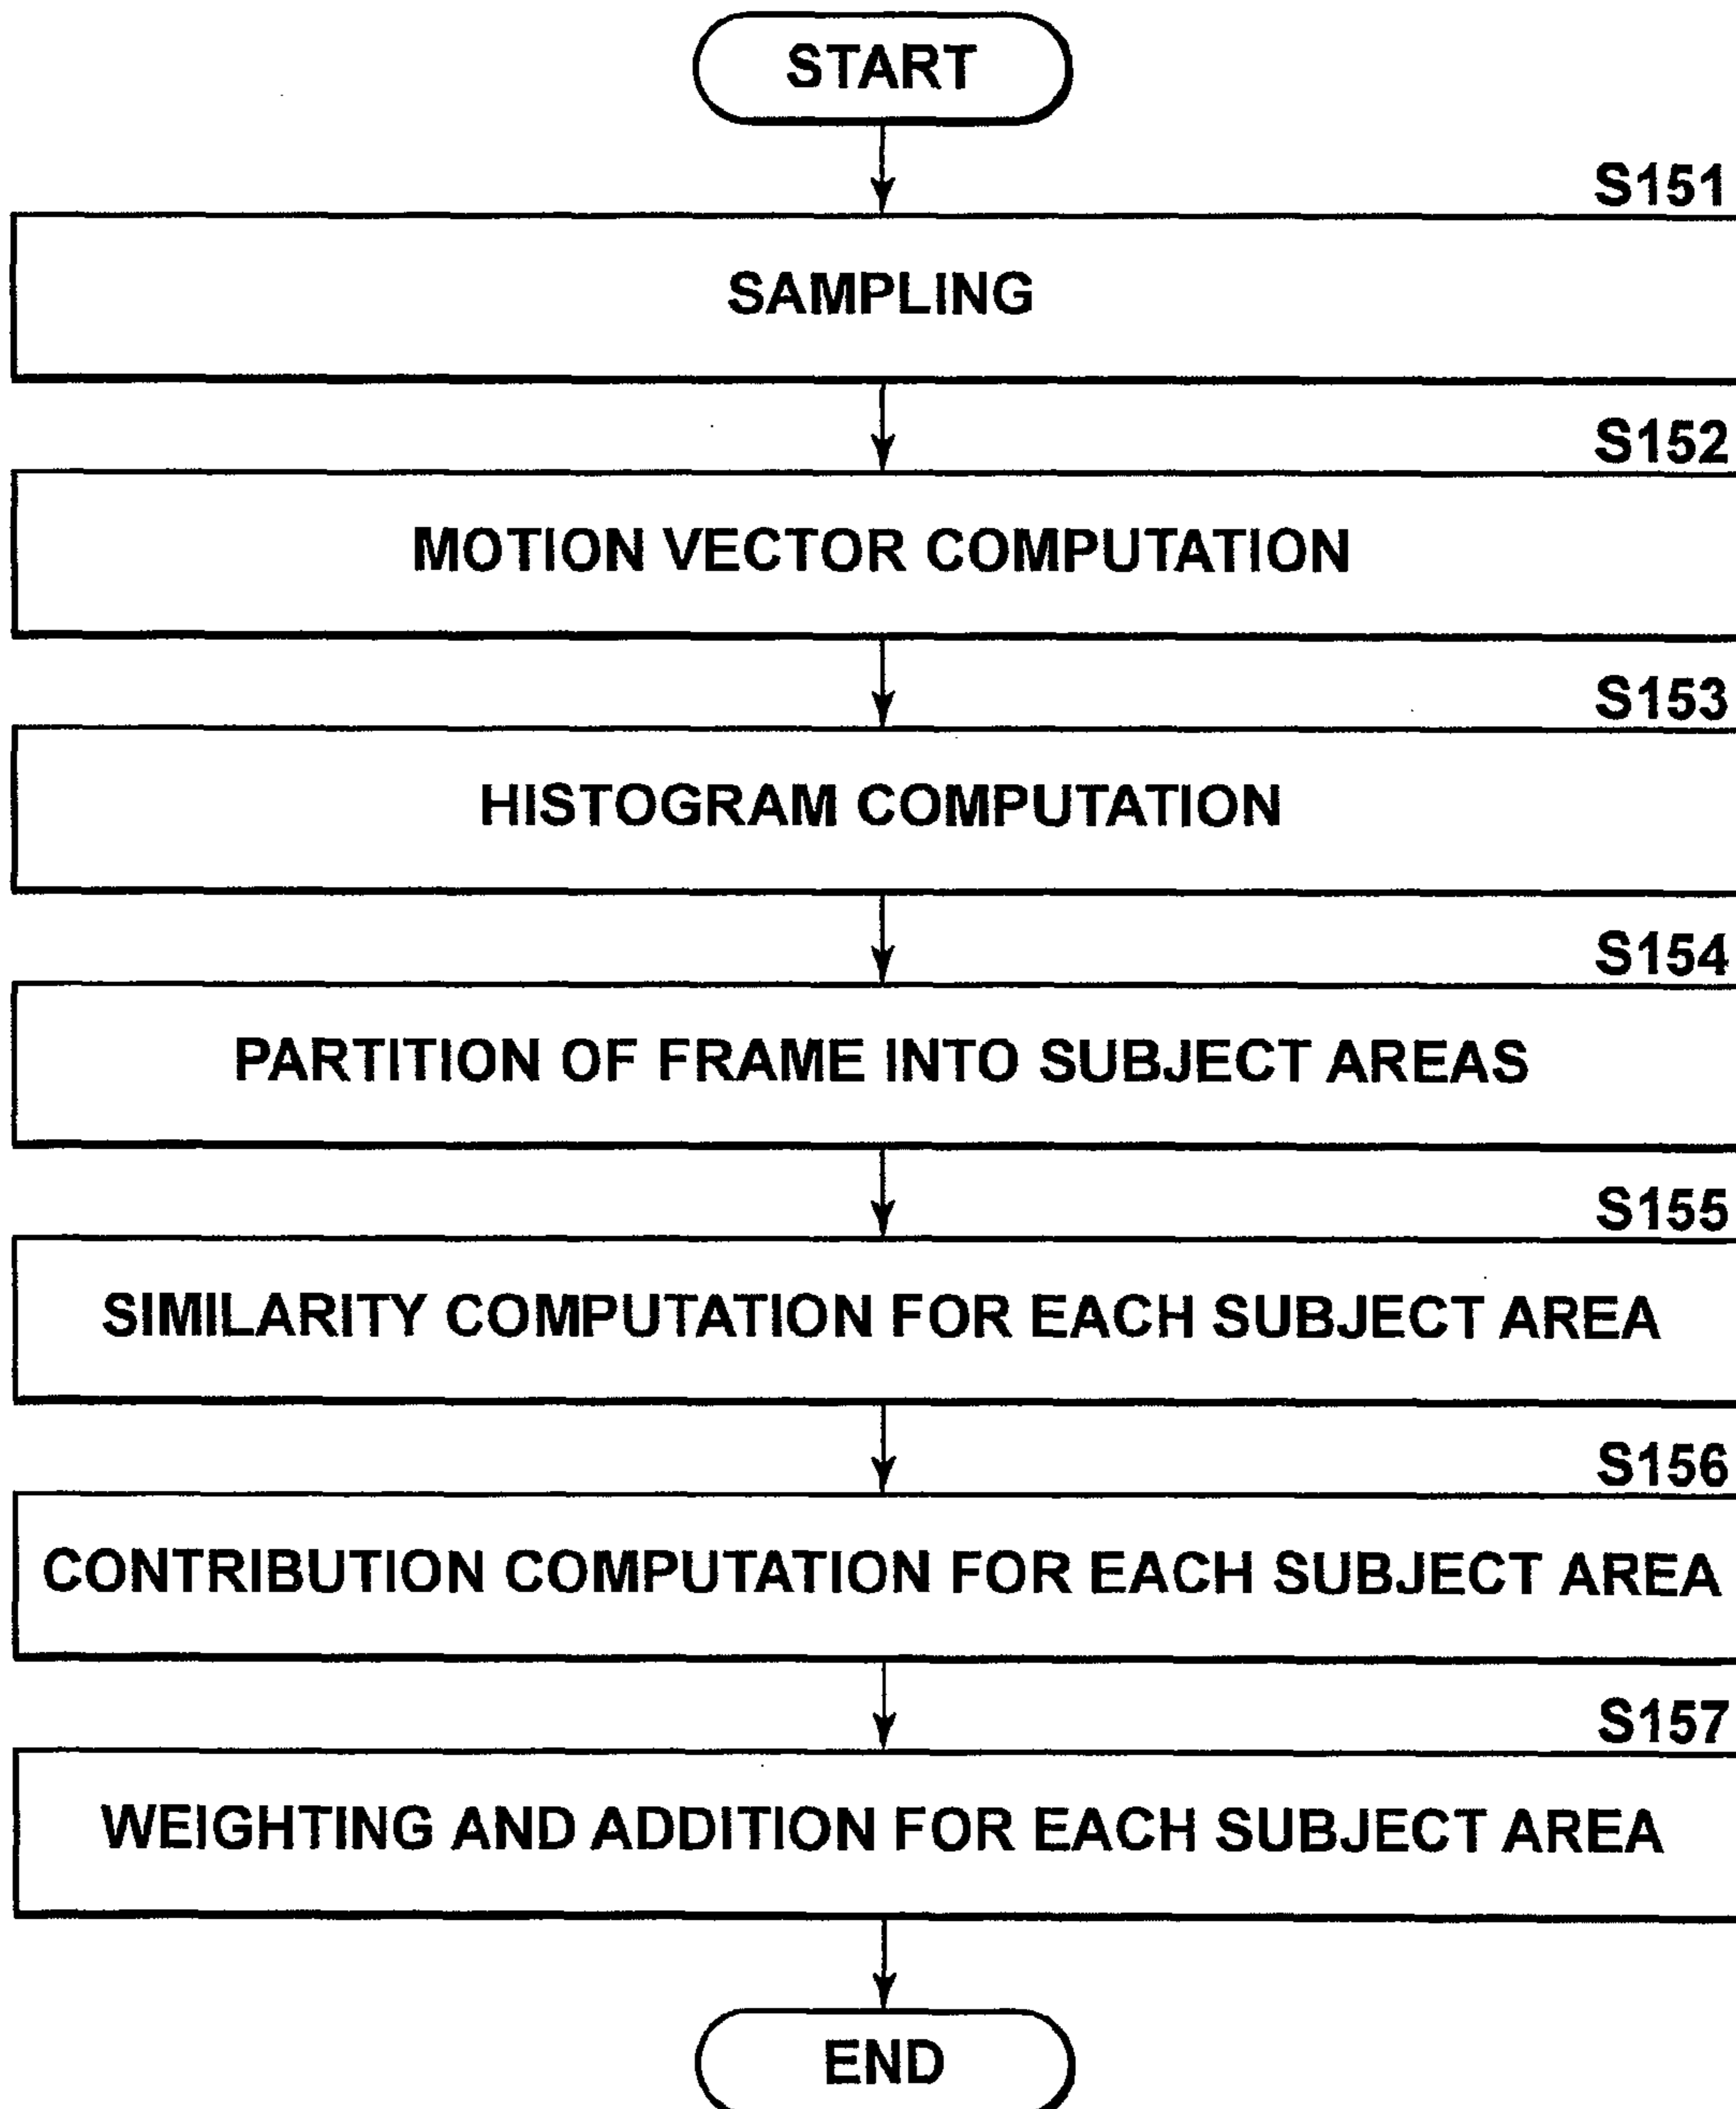 START
S151
SAMPLING
S152
MOTION VECTOR COMPUTATION
S153
HISTOGRAM COMPUTATION
S154
PARTITION OF FRAME INTO SUBJECT AREAS
S155
SIMILARITY COMPUTATION FOR EACH SUBJECT AREA
S156
CONTRIBUTION COMPUTATION FOR EACH SUBJECT AREA
S157
WEIGHTING AND ADDITION FOR EACH SUBJECT AREA
END